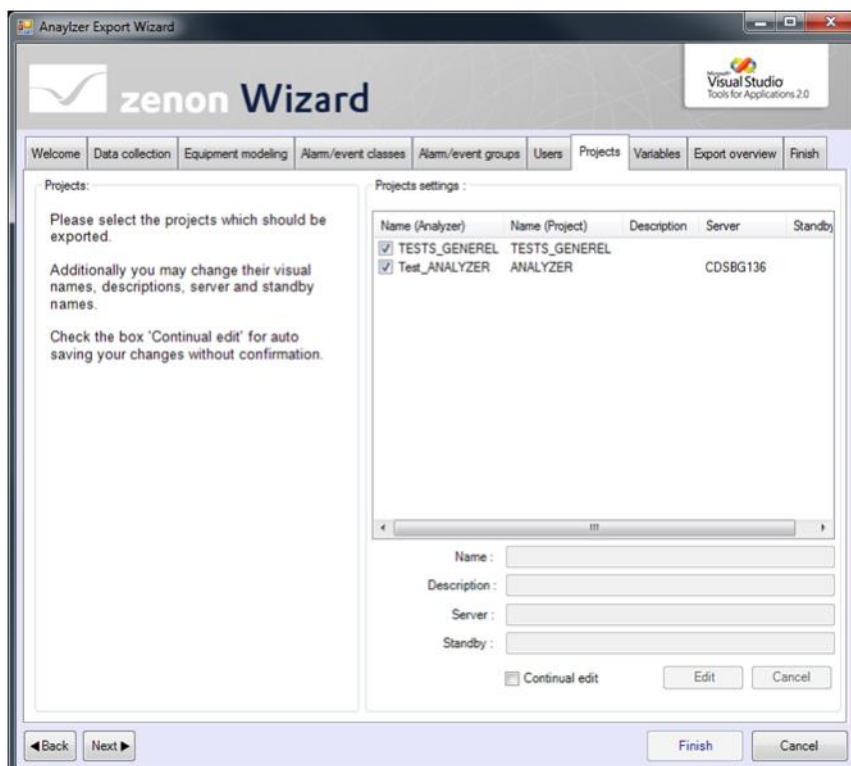 Anaylzer Export Wizard
zenon Wizard
Microsoft
Visual Studio
Tools for Applications 2.0
Welcome Data collection Equipment modeling Alarm/event classes Alarm/event groups Users Projects Variables Export overview Finish
Projects:
Please select the projects which should be
exported.
Additionally you may change their visual
names, descriptions, server and standby
names.
Check the box 'Continual edit' for auto
saving your changes without confirmation.
Projects settings :
Name (Analyzer) Name (Project) Description Server Standby
TESTS_GENEREL TESTS_GENEREL
Test_ANALYZER ANALYZER CDSBG136
Name :
Description :
Server :
Standby :
Continual edit Edit Cancel
Back Next Finish Cancel